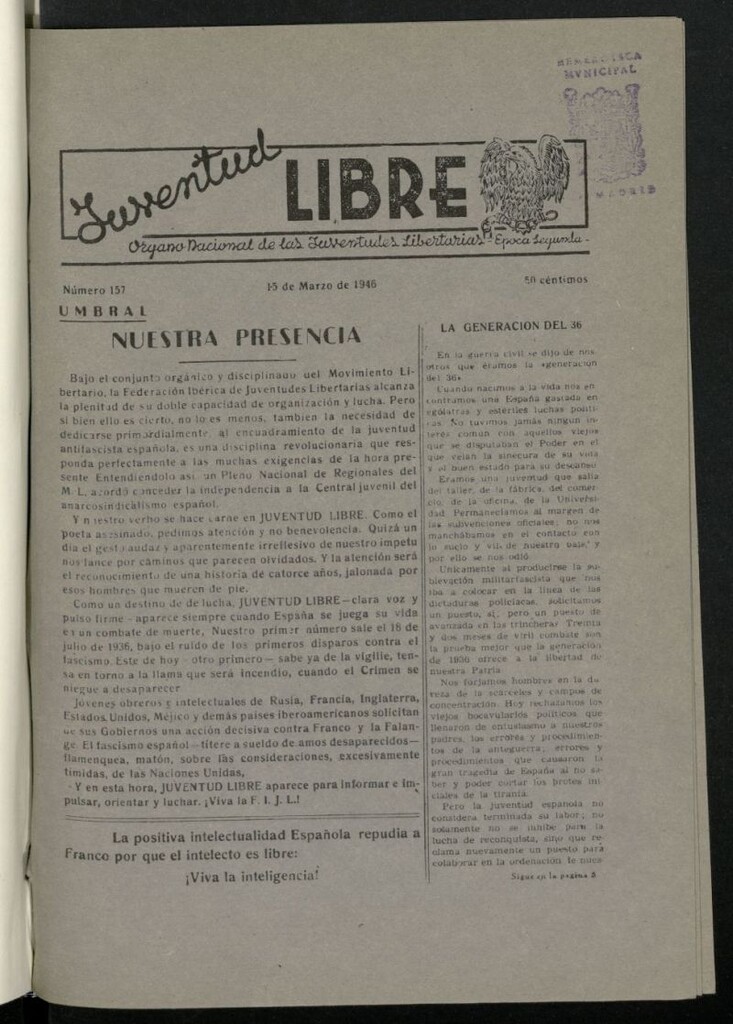 HEMEROTECA
MVNICIPAL
MADRID
Juventud LIBRE
Organo Nacional de las Juventudes Libertarias - Epoca Segunda -
Número 157
15 de Marzo de 1946
50 céntimos
UMBRAL
NUESTRA PRESENCIA
Bajo el conjunto orgánico y disciplinado del Movimiento Li-
bertario, la Federación Ibérica de Juventudes Libertarias alcanza
la plenitud de su doble capacidad de organización y lucha. Pero
si bien ello es cierto, no lo es menos, tambien la necesidad de
dedicarse primordialmente, al encuadramiento de la juventud
antifascista española, es una disciplina revolucionaria que res-
ponda perfectamente a las muchas exigencias de la hora pre-
sente Entendiéndolo asi, un Pleno Nacional de Regionales del
M. L. acordó conceder la independencia a la Central juvenil del
anarcosindicalismo español.
Y nuestro verbo se hace carne en JUVENTUD LIBRE. Como el
poeta asesinado, pedimos atención y no benevolencia. Quizá un
dia el gesto audaz y aparentemente irreflesivo de nuestro impetu
nos lance por caminos que parecen olvidados. Y la atención será
el reconocimiento de una historia de catorce años, jalonada por
esos hombres que mueren de pie.
Como un destino de de lucha, JUVENTUD LIBRE—clara voz y
pulso firme - aparece siempre cuando España se juega su vida
en un combate de muerte, Nuestro primer número sale el 18 de
julio de 1936, bajo el ruido de los primeros disparos contra el
fascismo. Este de hoy - otro primero — sabe ya de la vigilie, ten-
sa en torno a la llama que será incendio, cuando el Crimen se
niegue a desaparecer
Jóvenes obreros e intelectuales de Rusia, Francia, Inglaterra,
Estados Unidos, Méjico y demás paises iberoamericanos solicitan
de sus Gobiernos una acción decisiva contra Franco y la Falan-
ge. El fascismo español — títere a sueldo de amos desaparecidos—
flamenquea, matón, sobre las consideraciones, excesivamente
timidas, de las Naciones Unidas,
- Y en esta hora, JUVENTUD LIBRE aparece para informar e im-
pulsar, orientar y luchar. ¡Viva la F. I. J. L.!
La positiva intelectualidad Española repudia a
Franco por que el intelecto es libre:
¡Viva la inteligencia!
LA GENERACION DEL 36
En la guerra civil se dijo de nos
otros que éramos la «generación
del 36»
Cuando nacimos a la vida nos en
contramos una España gastada en
ególatras y estériles luchas politi-
cas. No tuvimos jamás ningun in-
terés común con aquellos viejos
que se disputaban el Poder en el
que veian la sinecura de su vida
y el buen estado para su descanso
Eramos una juventud que salia
del taller, de la fábrica, del comer-
cio, de la oficina, de la Universi-
dad. Permaneciamos al margen de
las subvenciones oficiales; no nos
manchábamos en el contacto con
lo sucio y vil de nuestro pais, y
por ello se nos odió.
Unicamente al producirse la su-
blevación militarfascista que nos
iba a colocar en la linea de las
dictaduras policiacas, solicitamos
un puesto, si, pero un puesto de
avanzada en las trincheras Treinta
y dos meses de viril combate son
la prueba mejor que la generación
de 1936 ofrece a la libertad de
nuestra Patria
Nos forjamos hombres en la du
reza de la scárceles y campos de
concentración. Hoy rechazamos los
viejos bocavularios políticos que
llenaron de entusiasmo a nuestros
padres, los errores y procedimien-
tos de la anteguerra; errores y
procedimientos que causaron la
gran tragedia de España al no sa-
ber y poder cortar los brotes ini
ciales de la tirania.
Pero la juventud española no
considera terminada su labor; no
solamente no se inhibe para la
lucha de reconquista, sino que re
clama nuevamente un puesto para
colaborar en la ordenación de nues
Sigue en la pagina 5